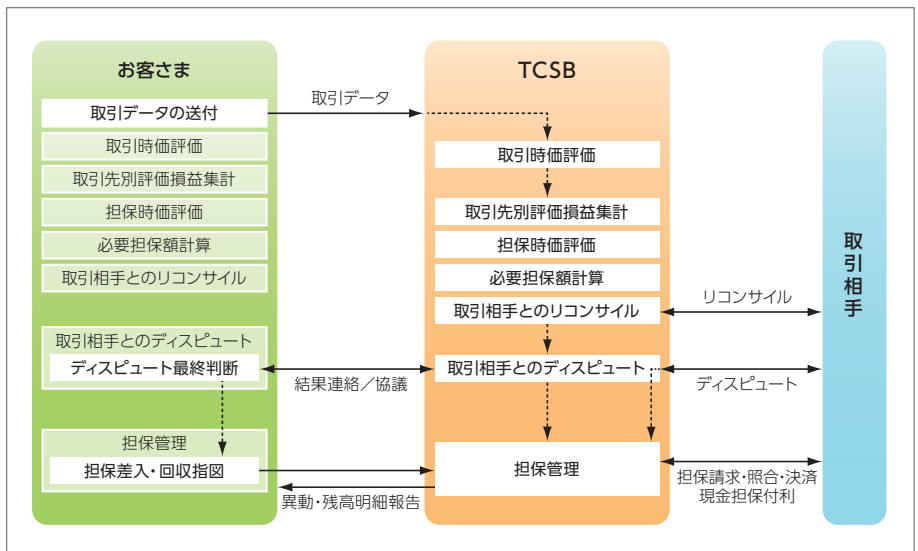 お客さま
取引データの送付
取引時価評価
取引先別評価損益集計
担保時価評価
必要担保額計算
取引相手とのリコンサイル
取引相手とのディスピュート
ディスピュート最終判断
担保管理
担保差入・回収指図
取引データ
結果連絡／協議
異動・残高明細報告
TCSB
取引時価評価
取引先別評価損益集計
担保時価評価
必要担保額計算
取引相手とのリコンサイル
取引相手とのディスピュート
担保管理
リコンサイル
ディスピュート
担保請求・照合・決済
現金担保付利
取引相手